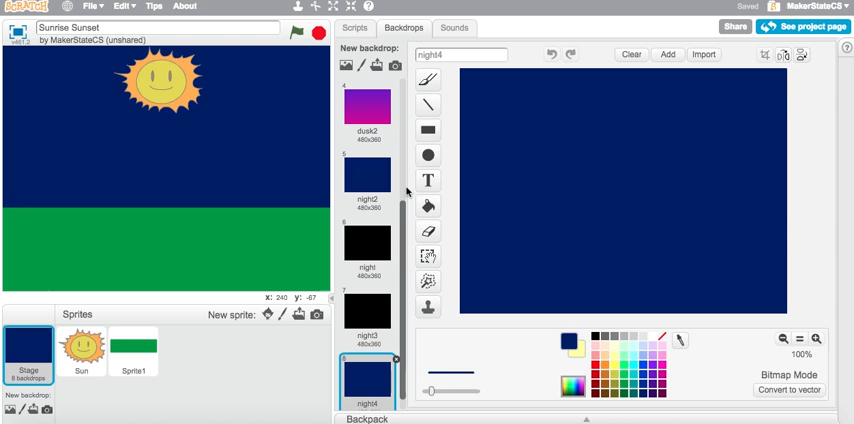 SCRATCH File Edit Tips About Saved MakerStateCS
Share See project page
v461.2 Sunrise Sunset
by MakerStateCS (unshared)
Scripts Backdrops Sounds
New backdrop:
4
dusk2
480x360
5
night2
480x360
6
night
480x360
7
night3
480x360
8
night4
night4 Clear Add Import
T
x: 240 y: -67
Sprites New sprite:
Stage
8 backdrops
New backdrop:
Sun
Sprite1
100%
Bitmap Mode
Convert to vector
Backpack